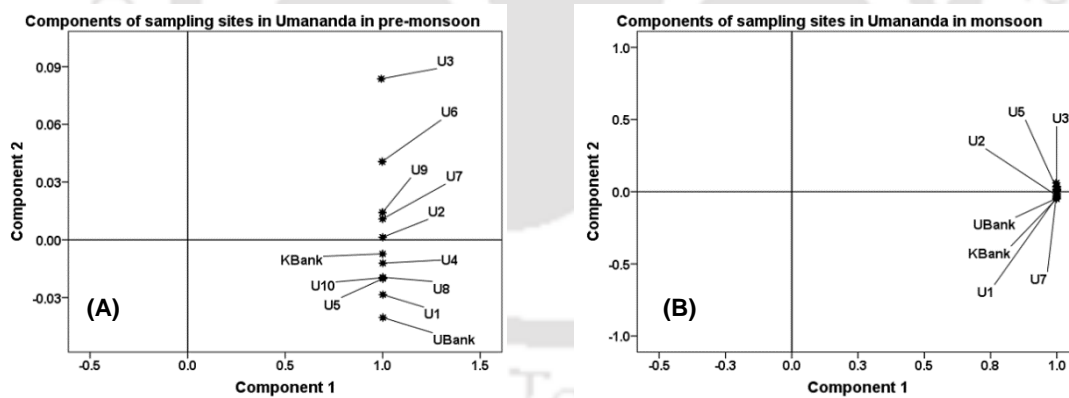 Components of sampling sites in Umananda in pre-monsoon
Component 2
0.09
0.06
0.03
0.00
-0.03
U3
U6
U9
U7
U2
KBank
U4
U10
U8
U5
U1
UBank
(A)
-0.5
0.0
0.5
1.0
1.5
Component 1
Components of sampling sites in Umananda in monsoon
Component 2
1.0
0.5
0.0
-0.5
-1.0
U5
U3
U2
UBank
KBank
U7
U1
(B)
-0.5
-0.3
0.0
0.3
0.5
0.8
1.0
Component 1